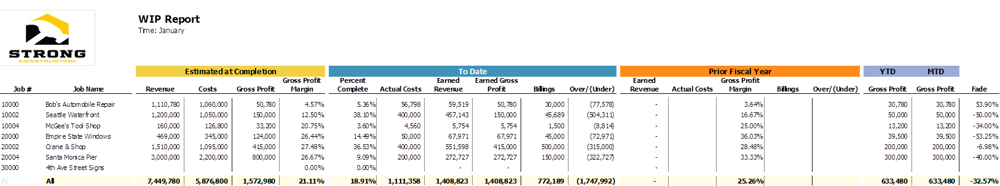 STRONG
CONSTRUCTION
WIP Report
Time: January
Estimated at Completion To Date Prior Fiscal Year YTD MTD
Job # Job Name Revenue Costs Gross Profit Gross Profit Margin Percent Complete Actual Costs Earned Revenue Earned Gross Profit Billings Over/(Under) Earned Revenue Actual Costs Gross Profit Margin Billings Over/(Under) Gross Profit Gross Profit Fade
10000 Bob's Automobile Repair 1,110,780 1,060,000 50,780 4.57% 5.36% 56,798 59,519 50,780 30,000 (77,578) - 3.64% 30,780 30,780 53.90%
10002 Seattle Waterfront 1,200,000 1,050,000 150,000 12.50% 38.10% 400,000 457,143 150,000 45,689 (504,311) - 16.67% 50,000 50,000 -50.00%
10004 McGee's Tool Shop 160,000 126,800 33,200 20.75% 3.60% 4,560 5,754 5,754 1,500 (8,814) - 25.00% 13,200 13,200 -34.00%
20000 Empire State Windows 469,000 345,000 124,000 26.44% 14.49% 50,000 67,971 67,971 45,000 (72,971) - 36.03% 39,500 39,500 -53.25%
20002 Crane & Shop 1,510,000 1,095,000 415,000 27.48% 36.53% 400,000 551,598 415,000 500,000 (315,000) - 28.48% 200,000 200,000 -6.98%
20004 Santa Monica Pier 3,000,000 2,200,000 800,000 26.67% 9.09% 200,000 272,727 272,727 150,000 (322,727) - 33.33% 300,000 300,000 -40.00%
30000 4th Ave Street Signs 0.00% 0.00% - - -
All All 7,449,780 5,876,800 1,572,980 21.11% 18.91% 1,111,358 1,408,823 1,408,823 772,189 (1,747,992) - 25.26% 633,480 633,480 -32.57%